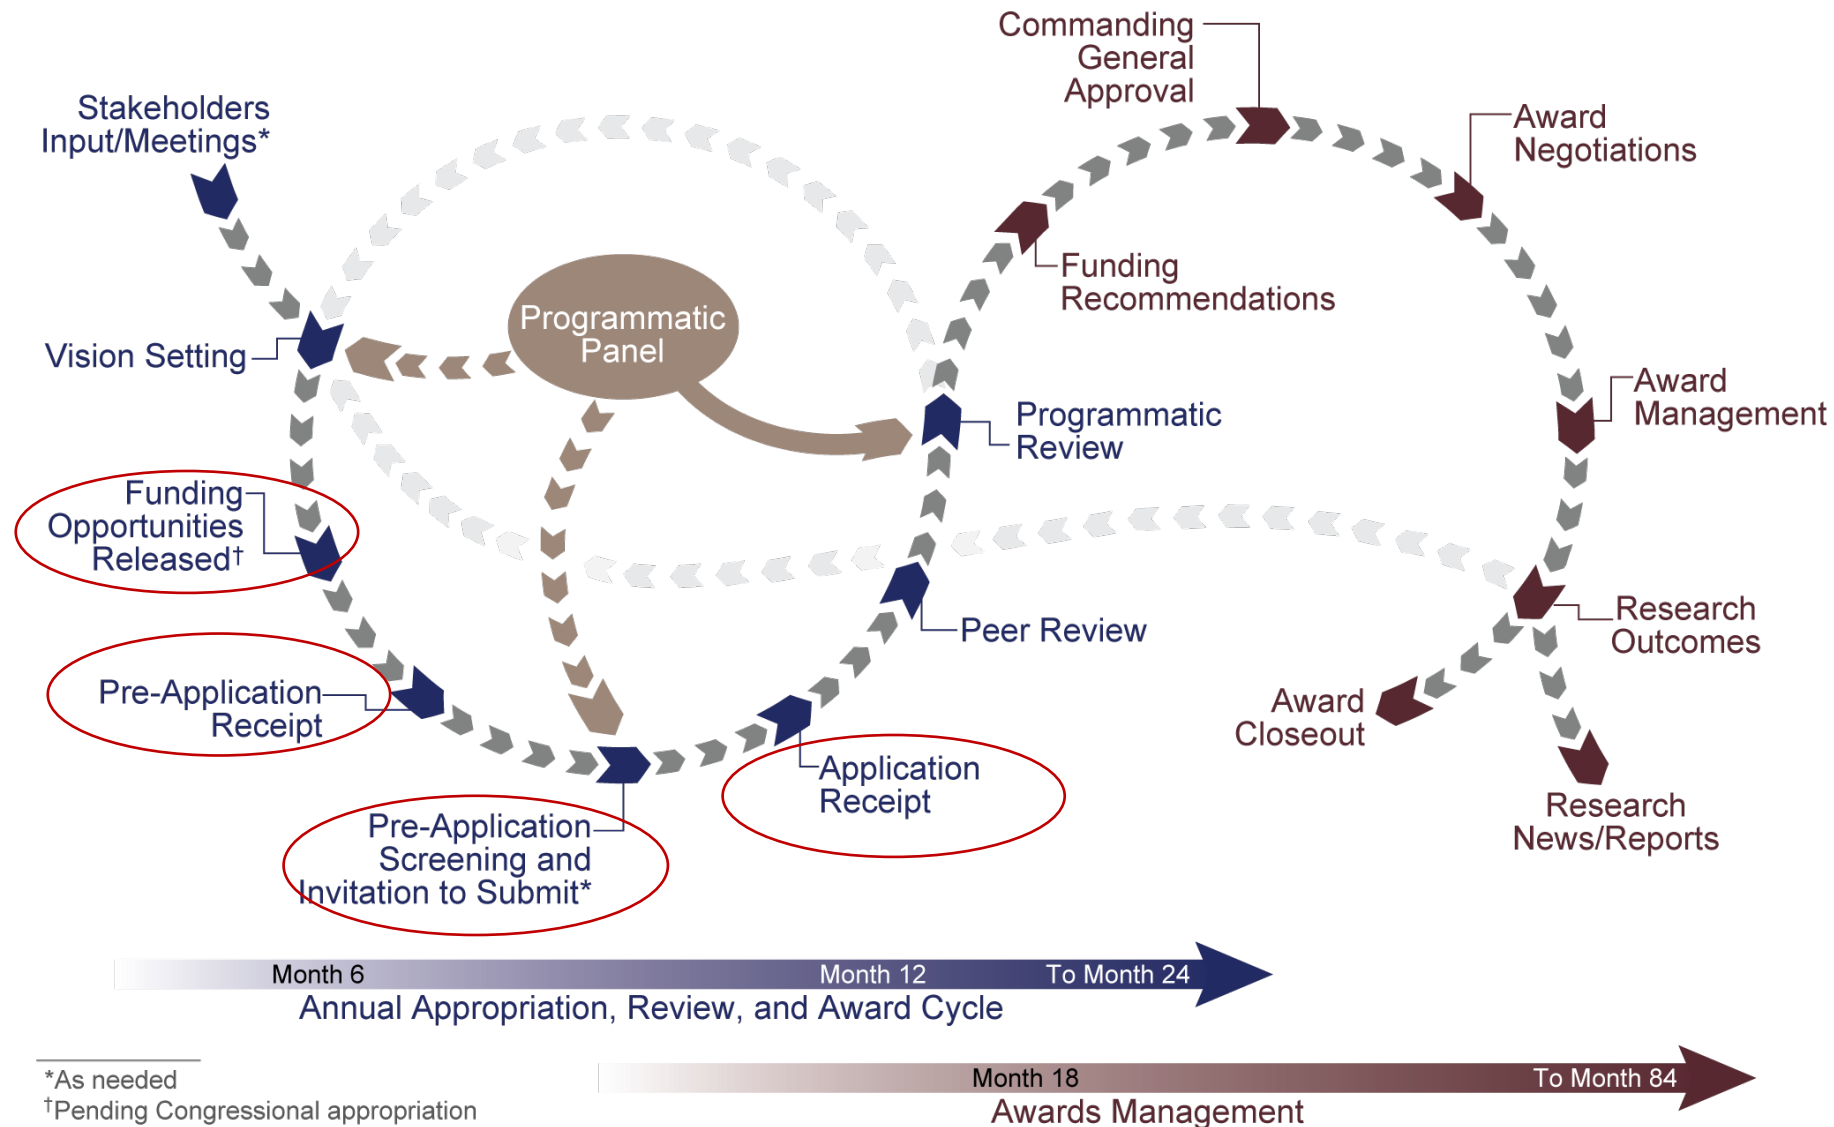 Commanding
General
Approval
Stakeholders
Input/Meetings*
Award
Negotiations
Funding
Recommendations
Programmatic
Panel
Vision Setting
Award
Management
Programmatic
Review
Funding
Opportunities
Released†
Peer Review
Research
Outcomes
Pre-Application
Receipt
Award
Closeout
Application
Receipt
Pre-Application
Screening and
Invitation to Submit*
Research
News/Reports
Month 6
Month 12
To Month 24
Annual Appropriation, Review, and Award Cycle
*As needed
†Pending Congressional appropriation
Month 18
To Month 84
Awards Management